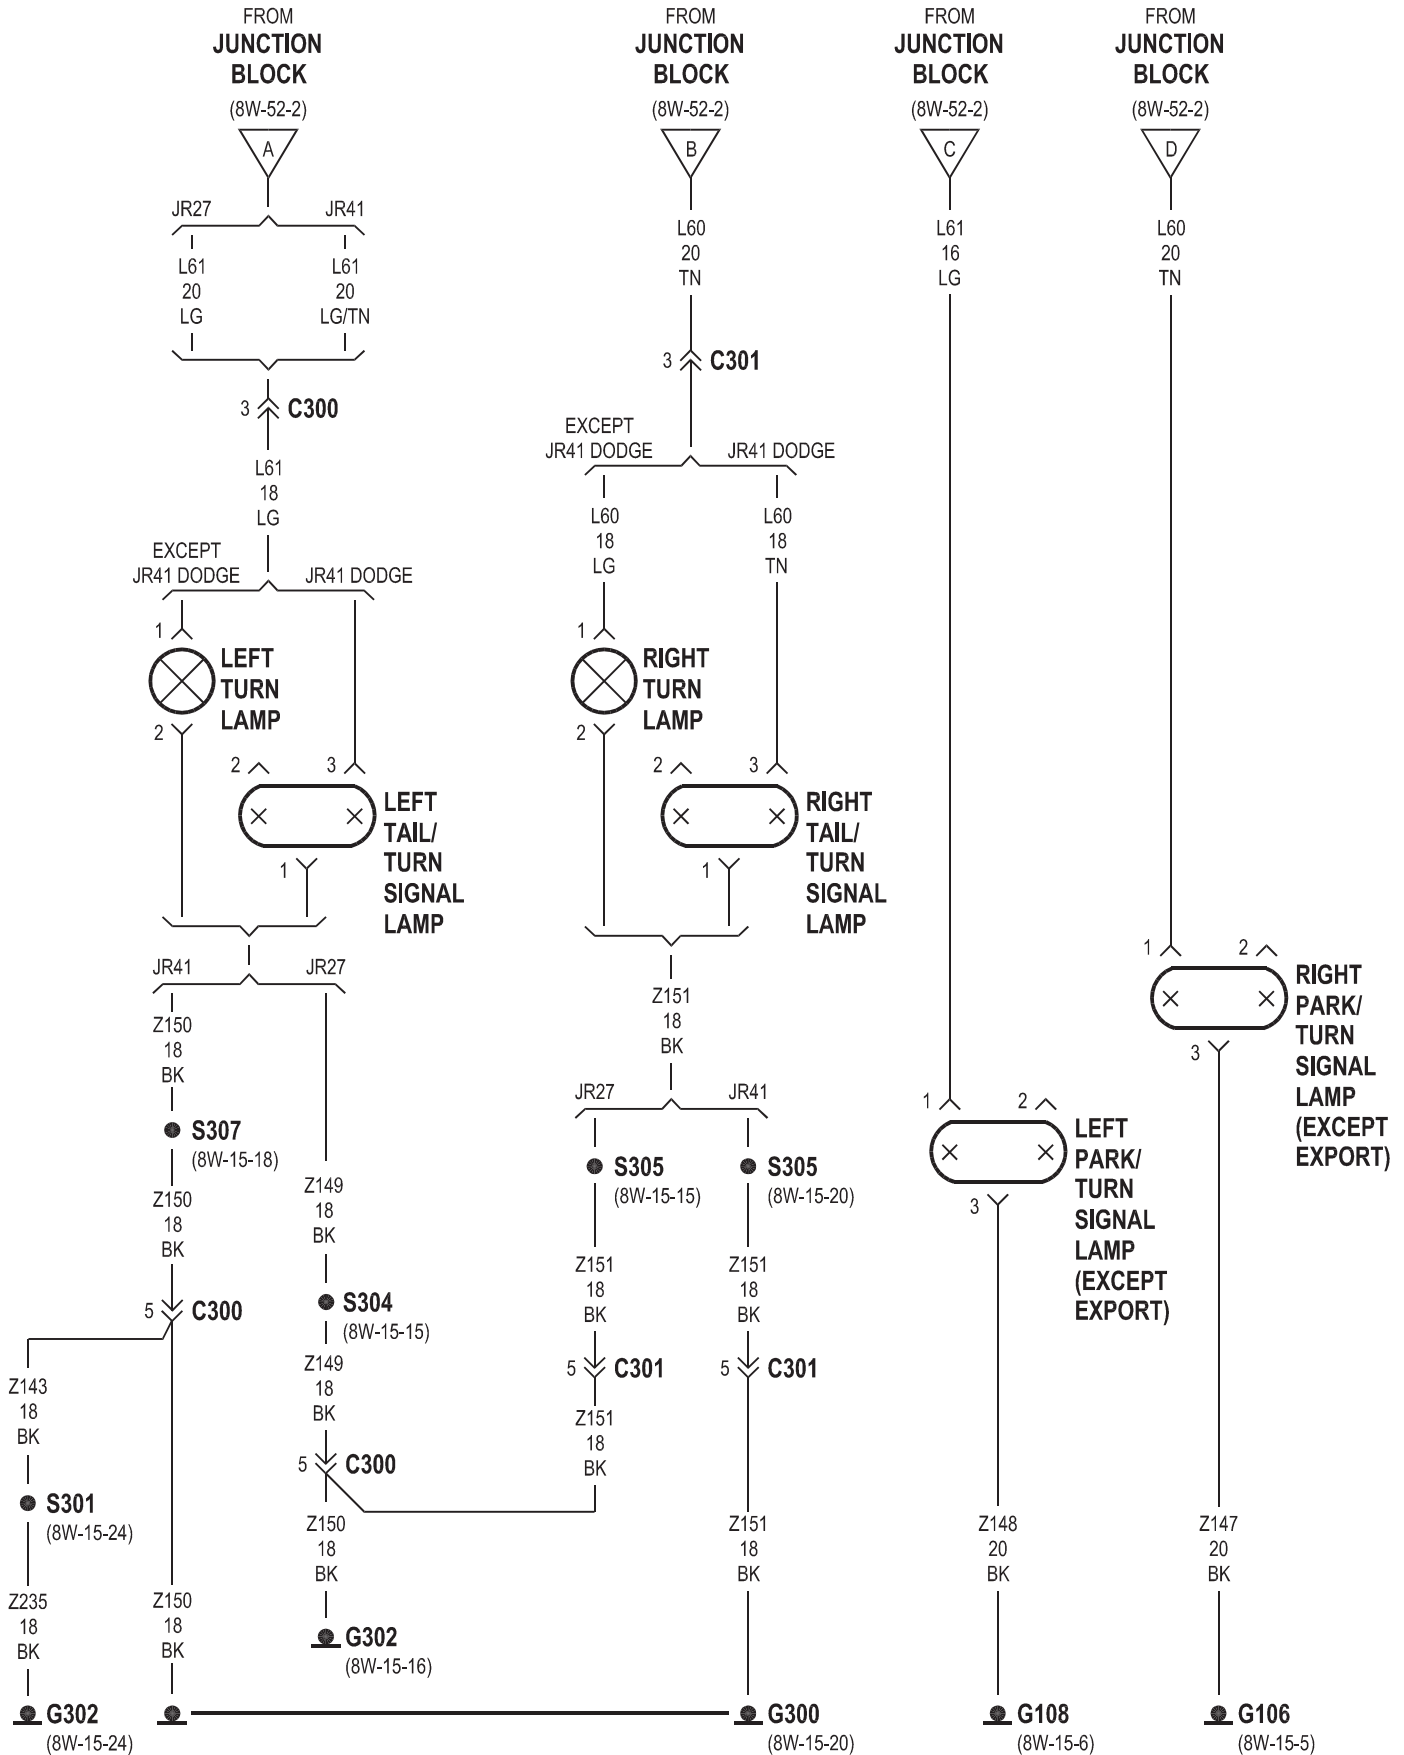 FROM
JUNCTION
BLOCK
(8W-52-2)
A
JR27
JR41
L61
20
LG
L61
20
LG/TN
3
C300
L61
18
LG
EXCEPT
JR41 DODGE
JR41 DODGE
1
LEFT
TURN
LAMP
2
2
3
LEFT
TAIL/
TURN
SIGNAL
LAMP
1
JR41
JR27
Z150
18
BK
S307
(8W-15-18)
Z150
18
BK
5
C300
Z143
18
BK
S301
(8W-15-24)
Z235
18
BK
G302
(8W-15-24)
Z150
18
BK
Z149
18
BK
S304
(8W-15-15)
Z149
18
BK
5
C300
Z150
18
BK
G302
(8W-15-16)
FROM
JUNCTION
BLOCK
(8W-52-2)
B
L60
20
TN
3
C301
EXCEPT
JR41 DODGE
JR41 DODGE
L60
18
LG
L60
18
TN
1
RIGHT
TURN
LAMP
2
2
3
RIGHT
TAIL/
TURN
SIGNAL
LAMP
1
Z151
18
BK
JR27
JR41
S305
(8W-15-15)
Z151
18
BK
5
C301
Z151
18
BK
S305
(8W-15-20)
Z151
18
BK
5
C301
Z151
18
BK
G300
(8W-15-20)
FROM
JUNCTION
BLOCK
(8W-52-2)
C
L61
16
LG
1
2
LEFT
PARK/
TURN
SIGNAL
LAMP
(EXCEPT
EXPORT)
3
Z148
20
BK
G108
(8W-15-6)
FROM
JUNCTION
BLOCK
(8W-52-2)
D
L60
20
TN
1
2
RIGHT
PARK/
TURN
SIGNAL
LAMP
(EXCEPT
EXPORT)
3
Z147
20
BK
G106
(8W-15-5)